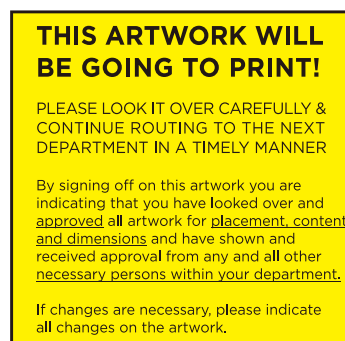 THIS ARTWORK WILL
BE GOING TO PRINT!
PLEASE LOOK IT OVER CAREFULLY &
CONTINUE ROUTING TO THE NEXT
DEPARTMENT IN A TIMELY MANNER
By signing off on this artwork you are
indicating that you have looked over and
approved all artwork for placement, content
and dimensions and have shown and
received approval from any and all other
necessary persons within your department.
If changes are necessary, please indicate
all changes on the artwork.